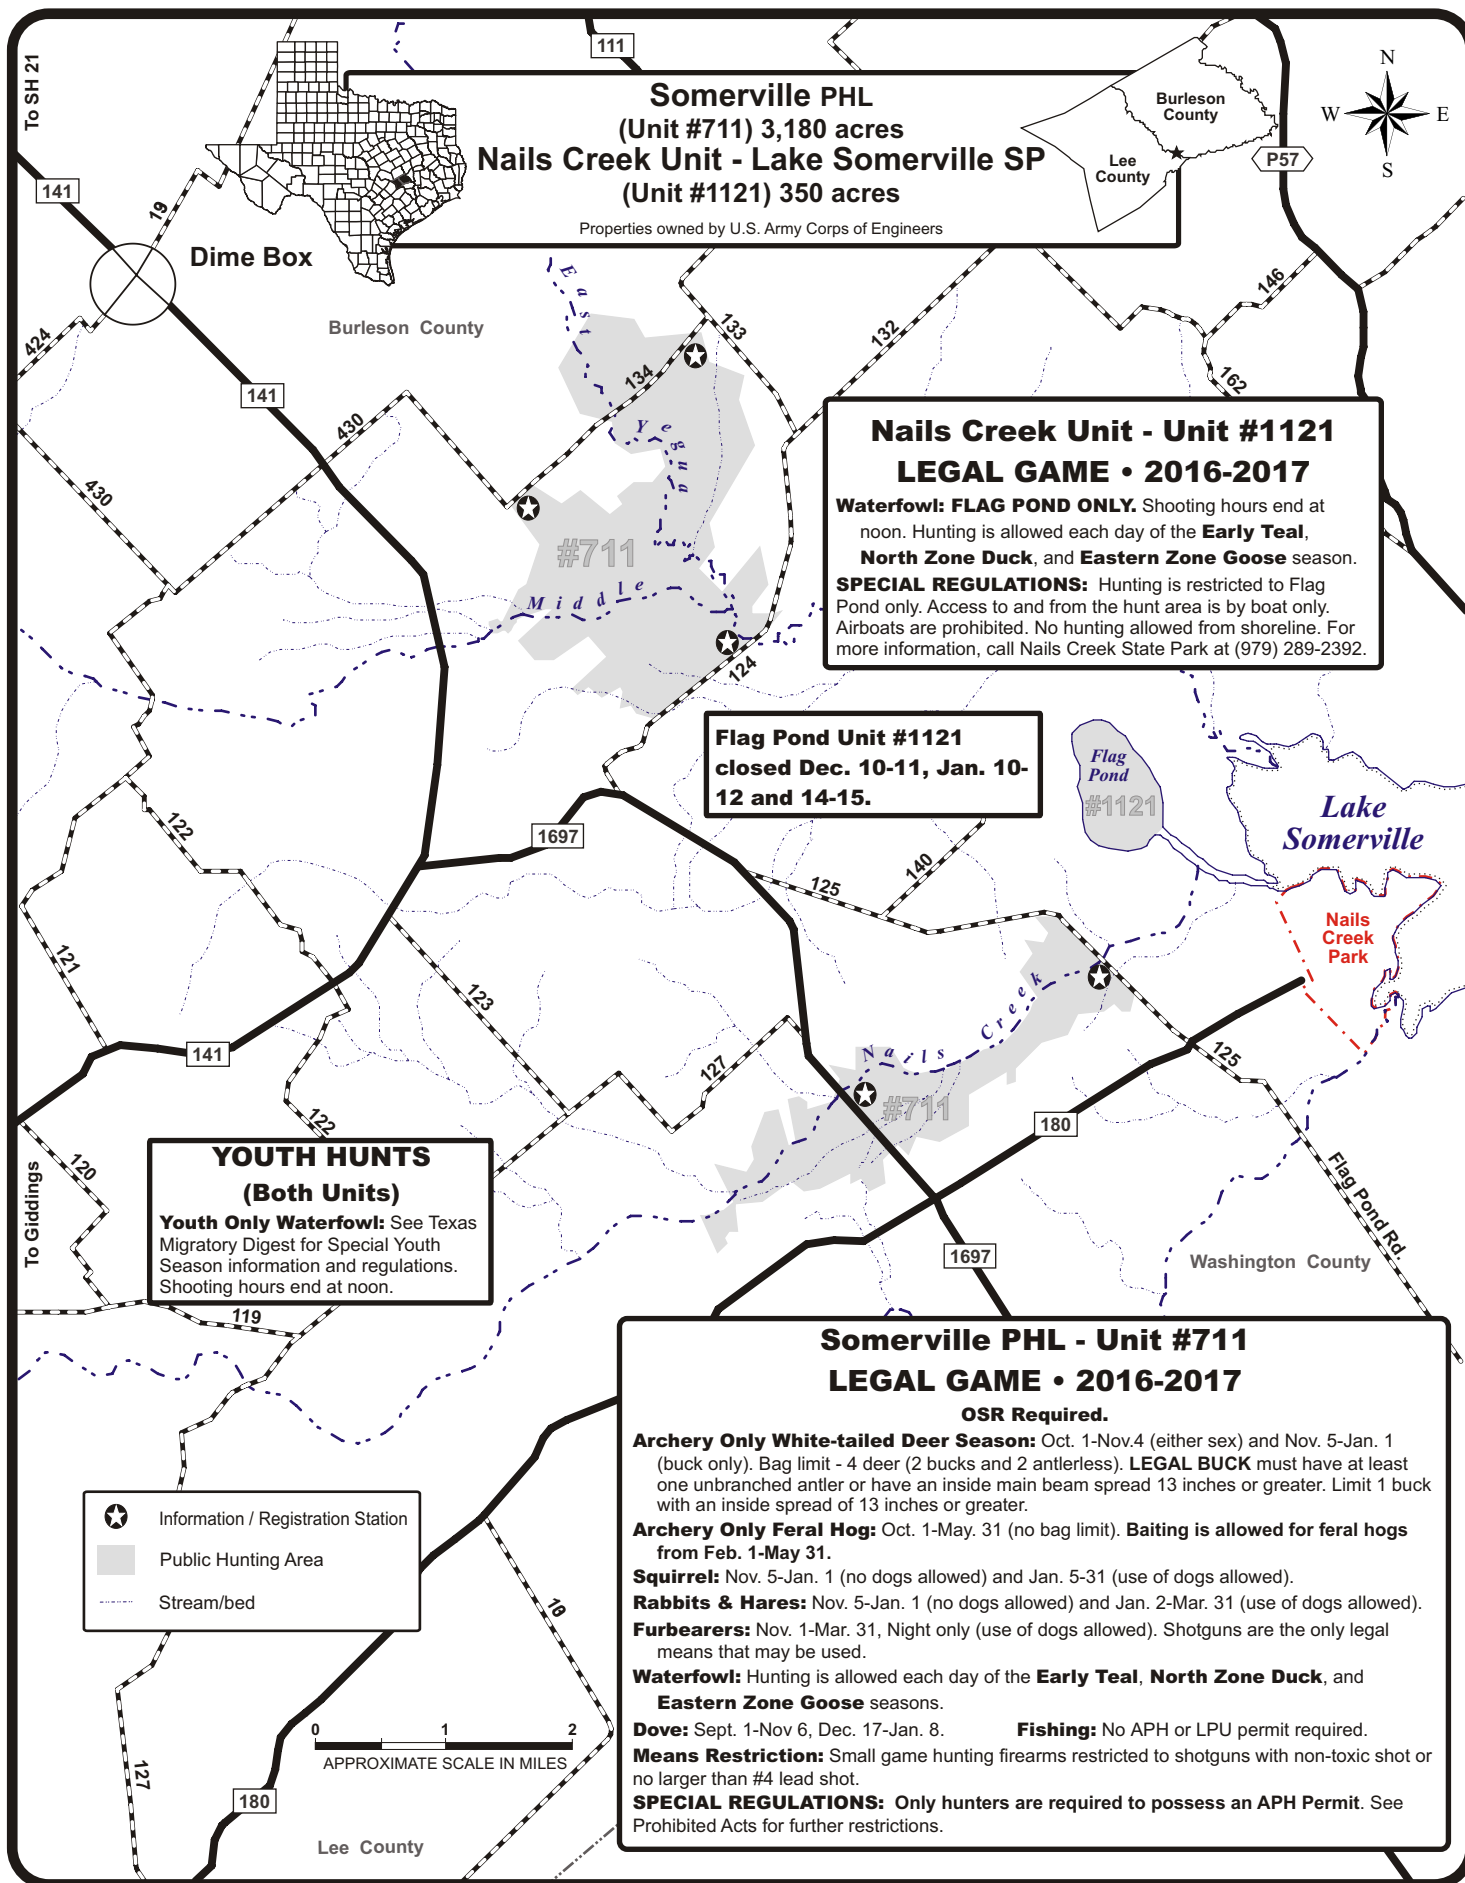 To SH 21
111
Somerville PHL
(Unit #711) 3,180 acres
Nails Creek Unit - Lake Somerville SP
(Unit #1121) 350 acres
Properties owned by U.S. Army Corps of Engineers
Burleson
County
Lee
County
P57
N
W
E
S
141
19
Dime Box
424
Burleson County
East
133
132
146
162
134
141
430
430
Yegua
#711
Middle
124
Nails Creek Unit - Unit #1121
LEGAL GAME • 2016-2017
Waterfowl: FLAG POND ONLY. Shooting hours end at
noon. Hunting is allowed each day of the Early Teal,
North Zone Duck, and Eastern Zone Goose season.
SPECIAL REGULATIONS: Hunting is restricted to Flag
Pond only. Access to and from the hunt area is by boat only.
Airboats are prohibited. No hunting allowed from shoreline. For
more information, call Nails Creek State Park at (979) 289-2392.
Flag Pond Unit #1121
closed Dec. 10-11, Jan. 10-
12 and 14-15.
Flag
Pond
#1121
Lake
Somerville
Nails
Creek
Park
122
1697
125
140
121
123
141
127
Nails Creek
#711
125
180
122
120
To Giddings
YOUTH HUNTS
(Both Units)
Youth Only Waterfowl: See Texas
Migratory Digest for Special Youth
Season information and regulations.
Shooting hours end at noon.
Flag Pond Rd.
1697
Washington County
119
Somerville PHL - Unit #711
LEGAL GAME • 2016-2017
OSR Required.
Archery Only White-tailed Deer Season: Oct. 1-Nov.4 (either sex) and Nov. 5-Jan. 1
(buck only). Bag limit - 4 deer (2 bucks and 2 antlerless). LEGAL BUCK must have at least
one unbranched antler or have an inside main beam spread 13 inches or greater. Limit 1 buck
with an inside spread of 13 inches or greater.
Archery Only Feral Hog: Oct. 1-May. 31 (no bag limit). Baiting is allowed for feral hogs
from Feb. 1-May 31.
Squirrel: Nov. 5-Jan. 1 (no dogs allowed) and Jan. 5-31 (use of dogs allowed).
Rabbits & Hares: Nov. 5-Jan. 1 (no dogs allowed) and Jan. 2-Mar. 31 (use of dogs allowed).
Furbearers: Nov. 1-Mar. 31, Night only (use of dogs allowed). Shotguns are the only legal
means that may be used.
Waterfowl: Hunting is allowed each day of the Early Teal, North Zone Duck, and
Eastern Zone Goose seasons.
Dove: Sept. 1-Nov 6, Dec. 17-Jan. 8. Fishing: No APH or LPU permit required.
Means Restriction: Small game hunting firearms restricted to shotguns with non-toxic shot or
no larger than #4 lead shot.
SPECIAL REGULATIONS: Only hunters are required to possess an APH Permit. See
Prohibited Acts for further restrictions.
Information / Registration Station
Public Hunting Area
Stream/bed
0 1 2
APPROXIMATE SCALE IN MILES
127
180
Lee County